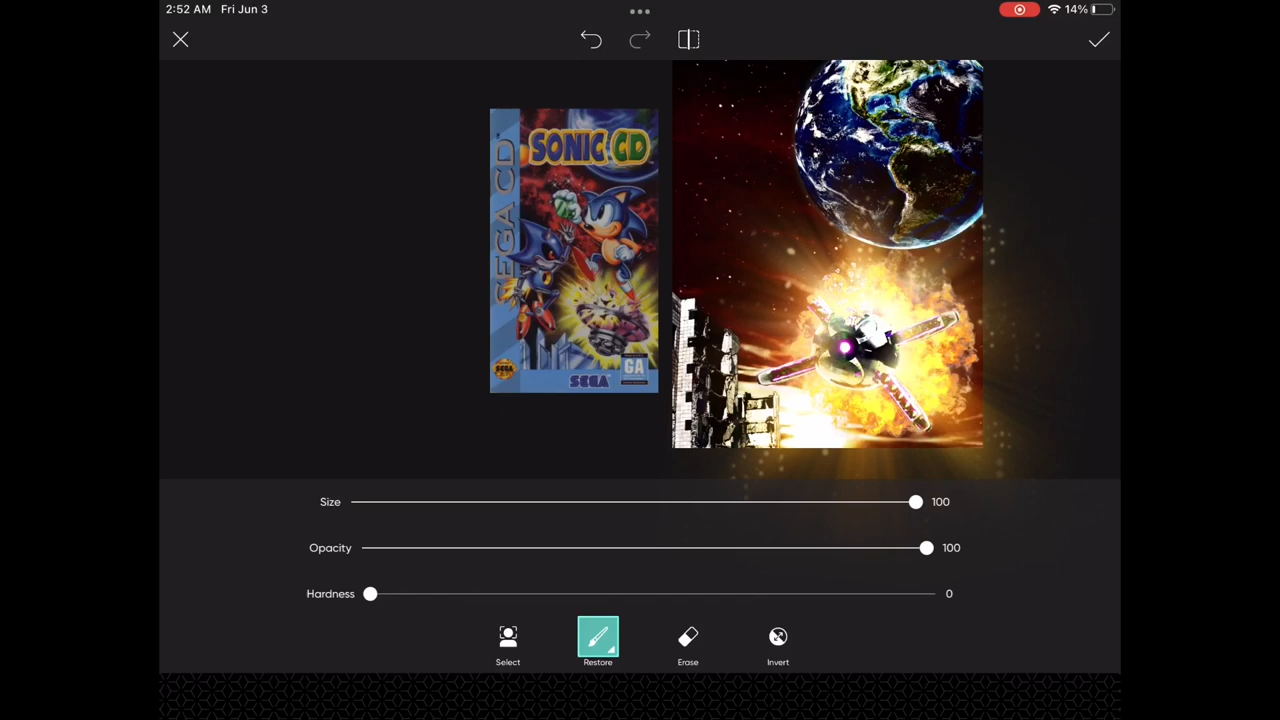 2:52 AM Fri Jun 3
14%
SONIC CD
SEGA CD
SEGA
GA
SEGA
Size 100
Opacity 100
Hardness 0
Select Restore Erase Invert